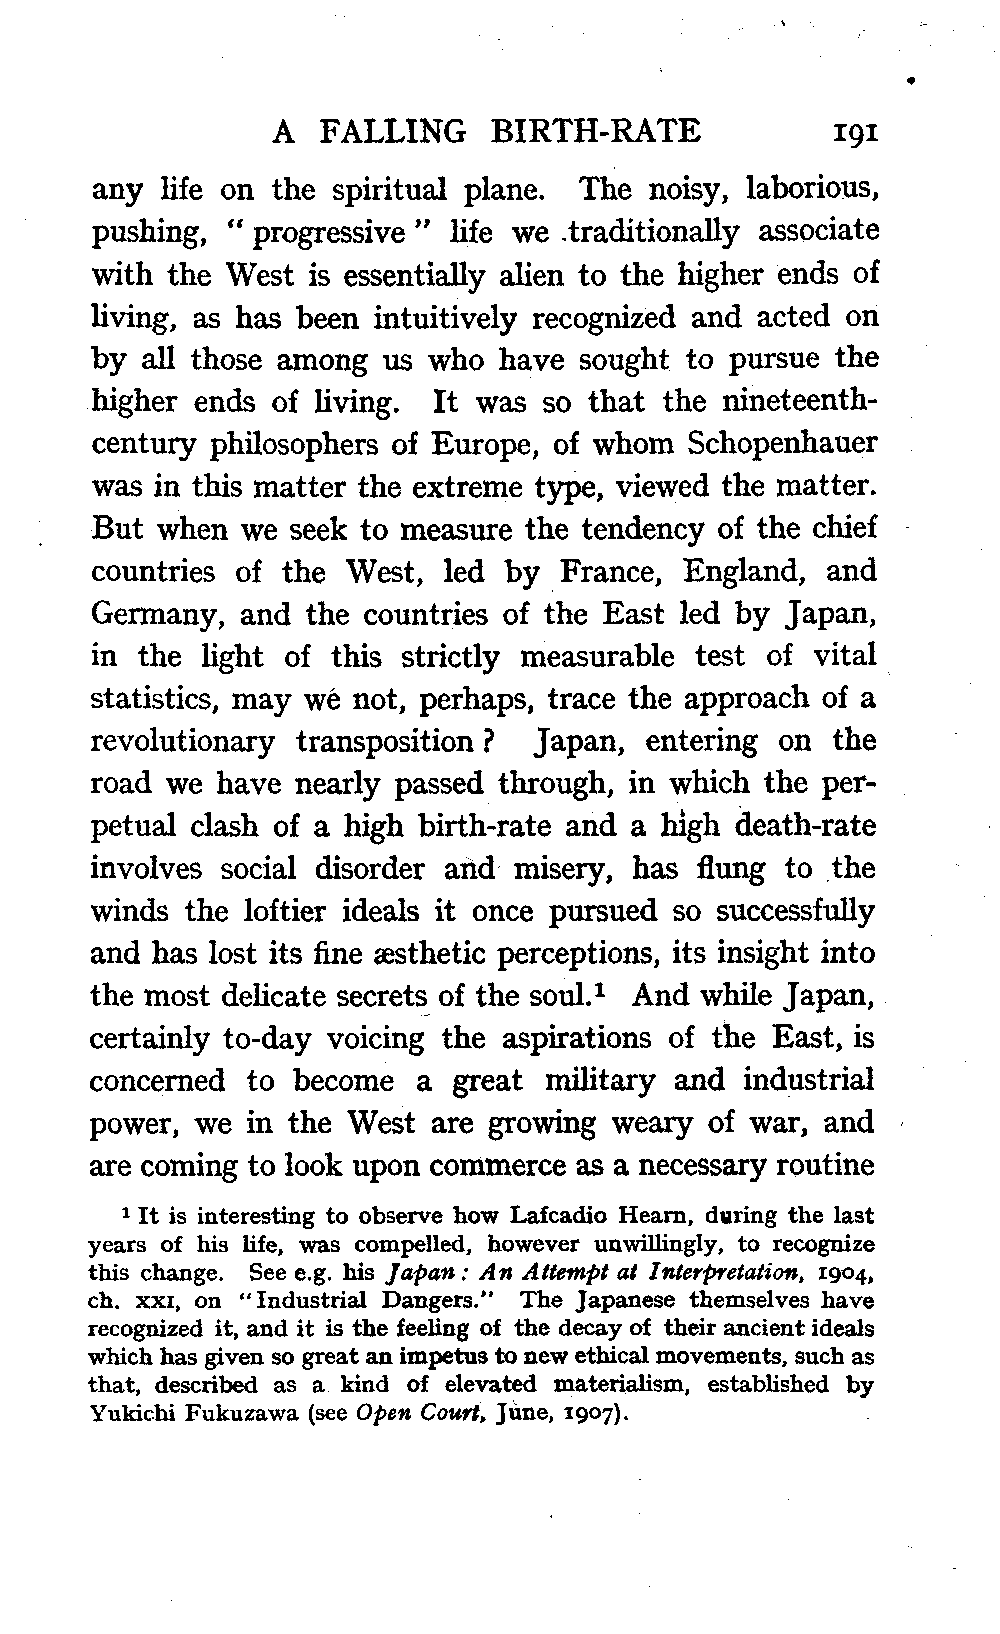 A FALLING BIRTH-RATE 191
any life on the spiritual plane. The noisy, laborious,
pushing, “ progressive ” life we traditionally associate
with the West is essentially alien to the higher ends of
living, as has been intuitively recognized and acted on
by all those among us who have sought to pursue the
higher ends of living. It was so that the nineteenth-
century philosophers of Europe, of whom Schopenhauer
was in this matter the extreme type, viewed the matter.
But when we seek to measure the tendency of the chief
countries of the West, led by France, England, and
Germany, and the countries of the East led by Japan,
in the light of this strictly measurable test of vital
statistics, may we not, perhaps, trace the approach of a
revolutionary transposition ? Japan, entering on the
road we have nearly passed through, in which the per-
petual clash of a high birth-rate and a high death-rate
involves social disorder and misery, has flung to the
winds the loftier ideals it once pursued so successfully
and has lost its fine æsthetic perceptions, its insight into
the most delicate secrets of the soul.¹ And while Japan,
certainly to-day voicing the aspirations of the East, is
concerned to become a great military and industrial
power, we in the West are growing weary of war, and
are coming to look upon commerce as a necessary routine
¹ It is interesting to observe how Lafcadio Hearn, during the last
years of his life, was compelled, however unwillingly, to recognize
this change. See e.g. his Japan : An Attempt at Interpretation, 1904,
ch. XXI, on “Industrial Dangers.” The Japanese themselves have
recognized it, and it is the feeling of the decay of their ancient ideals
which has given so great an impetus to new ethical movements, such as
that, described as a kind of elevated materialism, established by
Yukichi Fukuzawa (see Open Court, June, 1907).